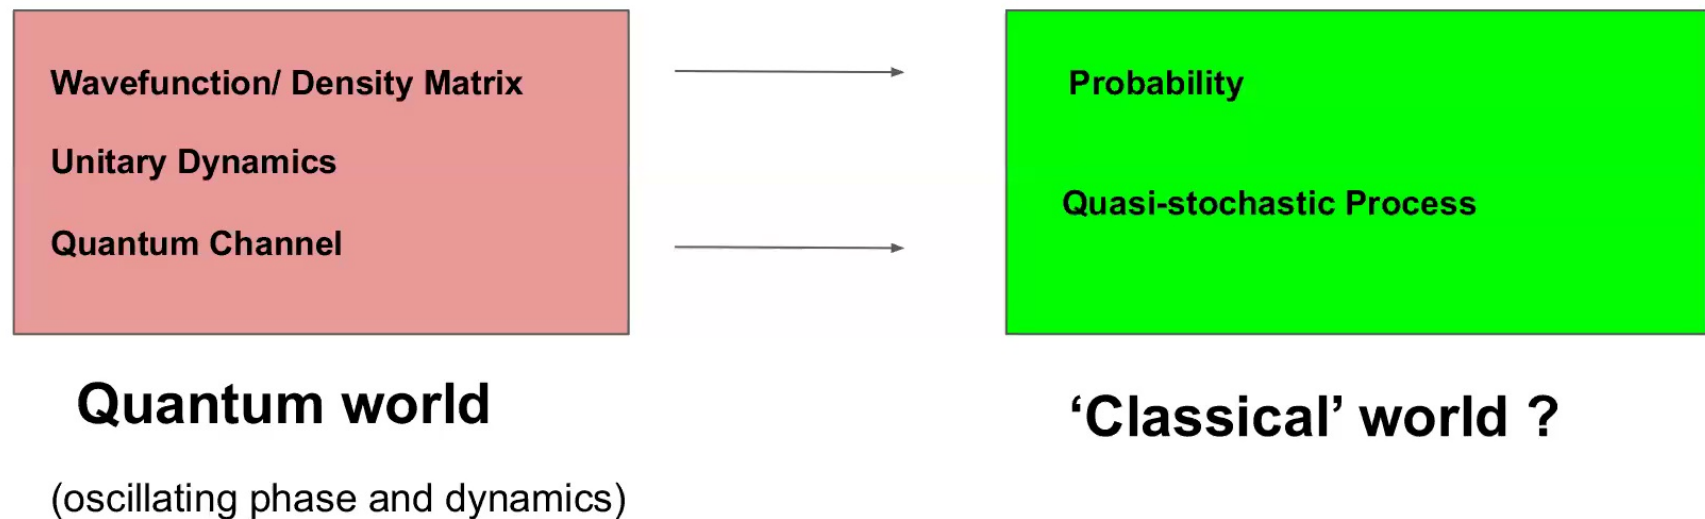 Wavefunction/ Density Matrix
Unitary Dynamics
Quantum Channel
Probability
Quasi-stochastic Process
Quantum world
(oscillating phase and dynamics)
‘Classical’ world ?